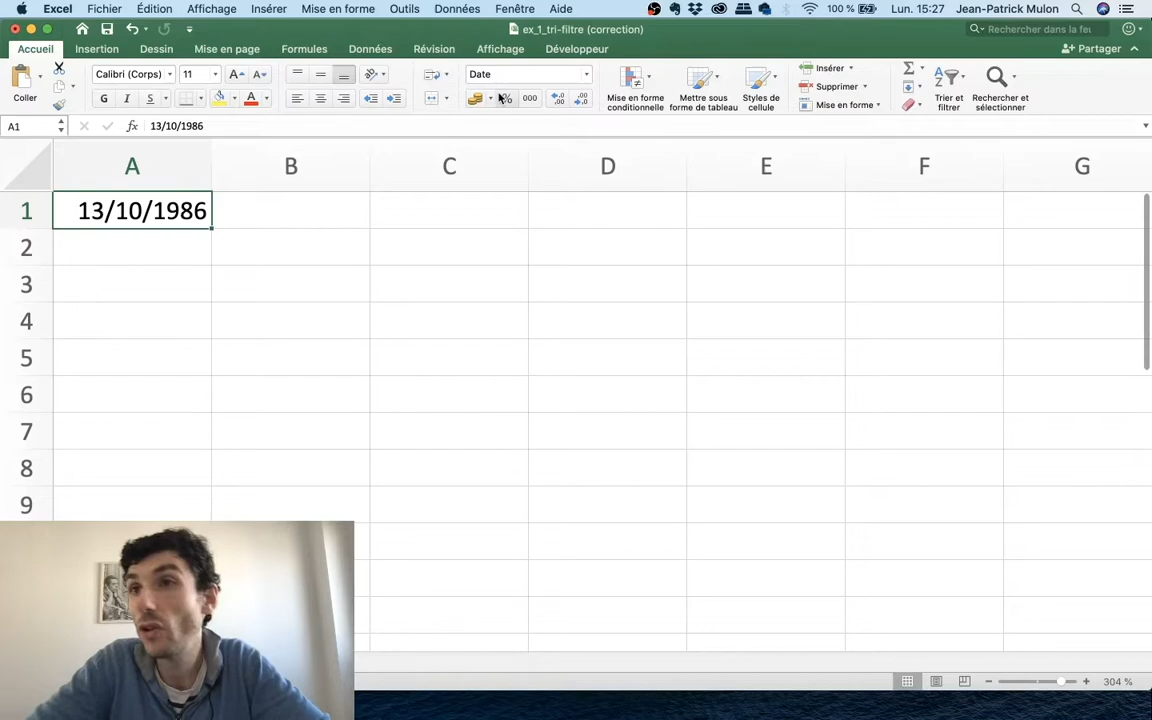 Excel Fichier Édition Affichage Insérer Mise en forme Outils Données Fenêtre Aide 100 % Lun. 15:27 Jean-Patrick Mulon
ex_1_tri-filtre (correction) Rechercher dans la feu
Accueil Insertion Dessin Mise en page Formules Données Révision Affichage Développeur Partager
Coller Calibri (Corps) 11 A A Date Insérer
G I S A % 000 Supprimer
Mise en forme conditionnelle Mettre sous forme de tableau Styles de cellule Mise en forme Trier et filtrer Rechercher et sélectionner
A1 fx 13/10/1986
A B C D E F G
1 13/10/1986
2
3
4
5
6
7
8
9
304 %